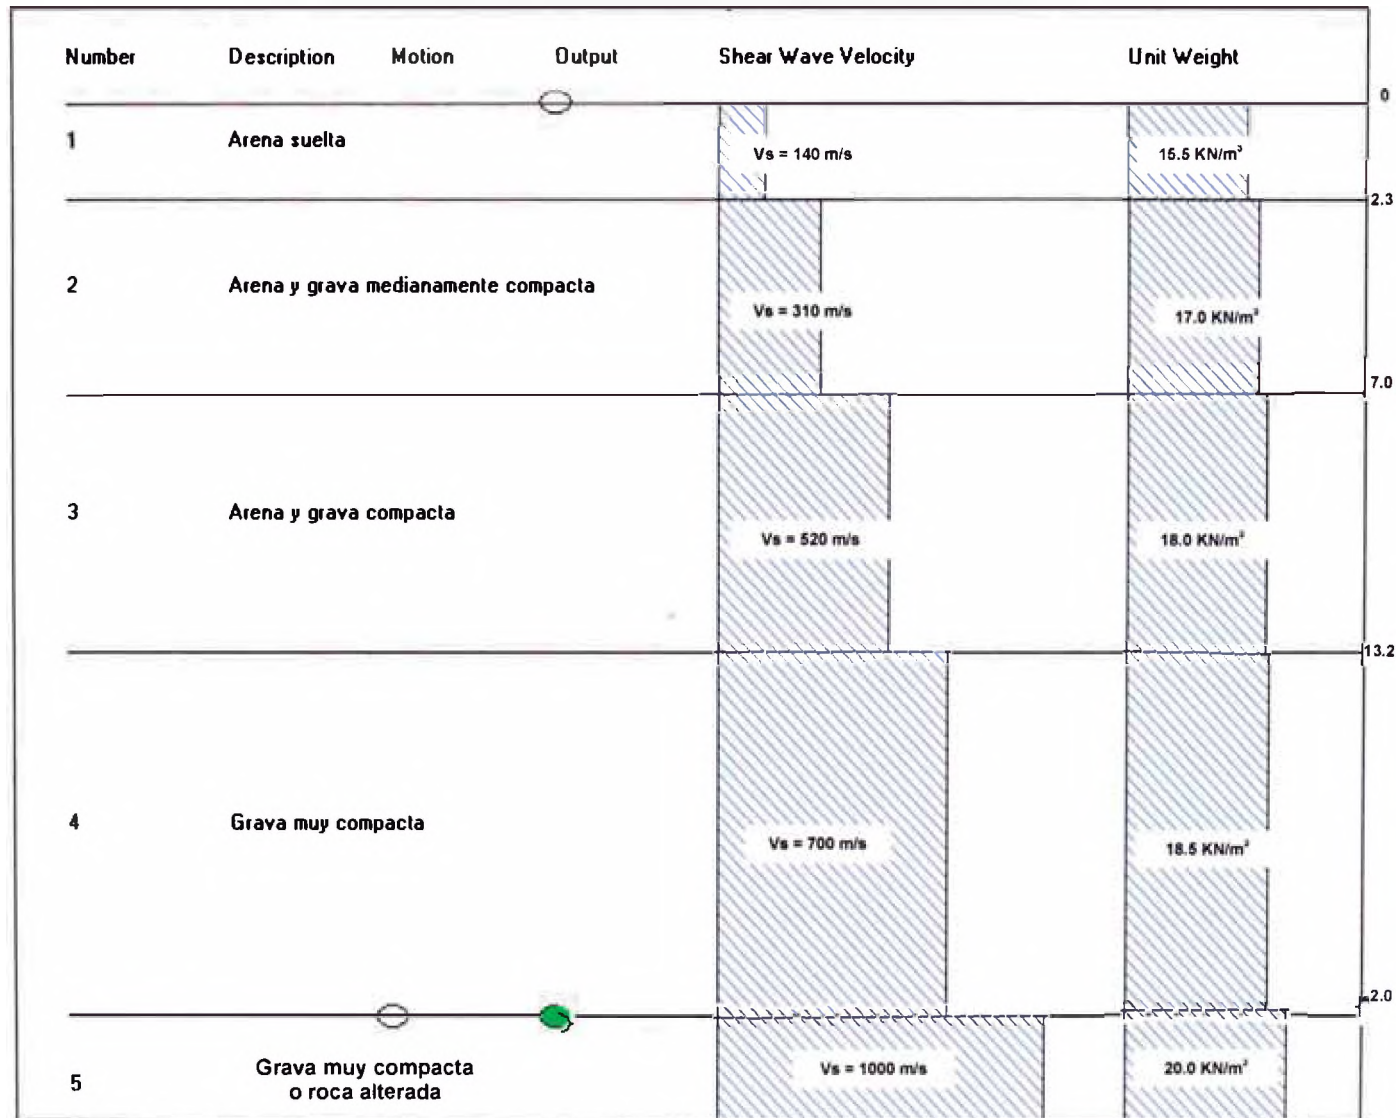 Number Description Motion Output Shear Wave Velocity Unit Weight
0
1 Arena suelta Vs = 140 m/s 15.5 KN/m³
2.3
2 Arena y grava medianamente compacta Vs = 310 m/s 17.0 KN/m³
7.0
3 Arena y grava compacta Vs = 520 m/s 18.0 KN/m³
13.2
4 Grava muy compacta Vs = 700 m/s 18.5 KN/m³
2.0
5 Grava muy compacta
o roca alterada Vs = 1000 m/s 20.0 KN/m³